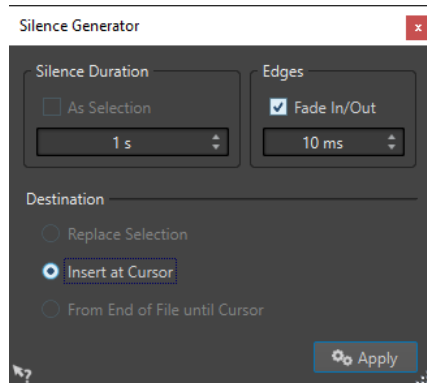 Silence Generator
x
Silence Duration
Edges
As Selection
Fade In/Out
1 s
10 ms
Destination
Replace Selection
Insert at Cursor
From End of File until Cursor
?
Apply